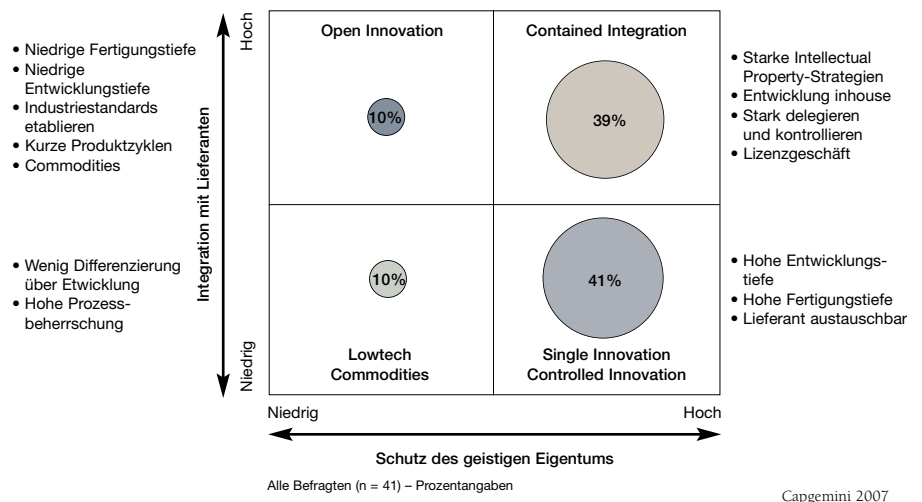 Open Innovation
Contained Integration
Hoch
• Niedrige Fertigungstiefe
• Niedrige
Entwicklungstiefe
• Industriestandards
etablieren
• Kurze Produktzyklen
• Commodities
10%
39%
• Starke Intellectual
Property-Strategien
• Entwicklung inhouse
• Stark delegieren
und kontrollieren
• Lizenzgeschäft
Integration mit Lieferanten
• Wenig Differenzierung
über Etwicklung
• Hohe Prozess-
beherrschung
10%
41%
• Hohe Entwicklungs-
tiefe
• Hohe Fertigungstiefe
• Lieferant austauschbar
Niedrig
Lowtech
Commodities
Single Innovation
Controlled Innovation
Niedrig
Hoch
Schutz des geistigen Eigentums
Alle Befragten (n = 41) – Prozentangaben
Capgemini 2007